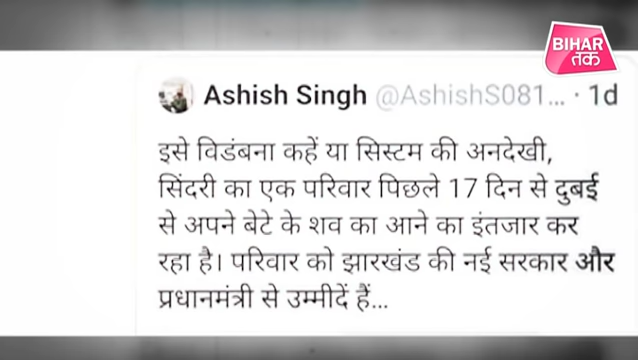 BIHAR
तक
Ashish Singh @AshishS081... · 1d
इसे विडंबना कहें या सिस्टम की अनदेखी,
सिंदरी का एक परिवार पिछले 17 दिन से दुबई
से अपने बेटे के शव का आने का इंतजार कर
रहा है। परिवार को झारखंड की नई सरकार और
प्रधानमंत्री से उम्मीदें हैं...